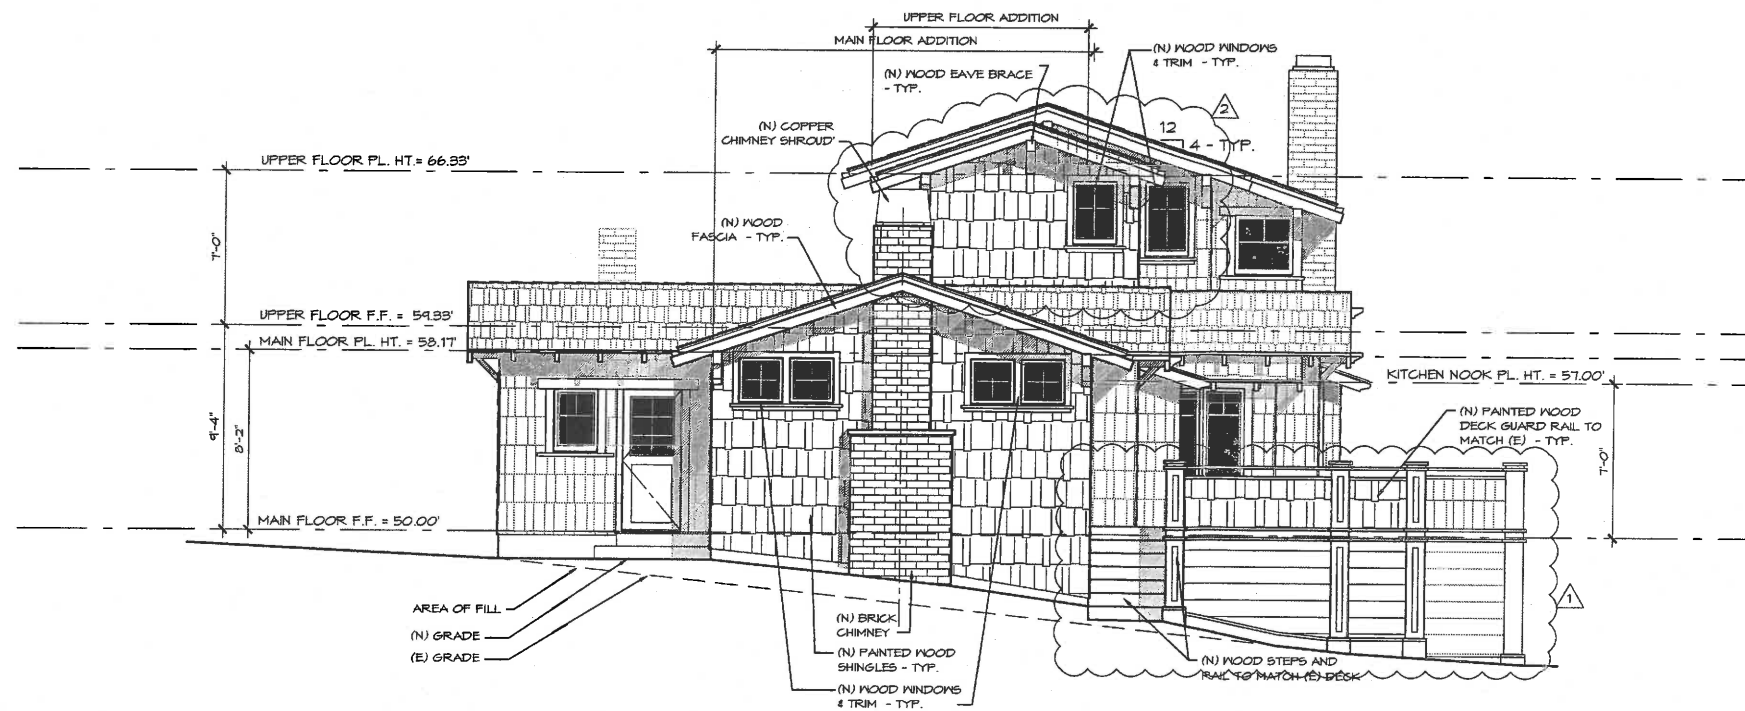 UPPER FLOOR ADDITION
MAIN FLOOR ADDITION
(N) WOOD EAVE BRACE
- TYP.
(N) WOOD WINDOWS
& TRIM - TYP.
2
(N) COPPER
CHIMNEY SHROUD
12
4 - TYP.
UPPER FLOOR PL. HT.= 66.33'
(N) WOOD
FASCIA - TYP.
7'-0"
UPPER FLOOR F.F. = 59.33'
MAIN FLOOR PL. HT. = 58.17'
KITCHEN NOOK PL. HT. = 57.00'
9'-4"
8'-2"
(N) PAINTED WOOD
DECK GUARD RAIL TO
MATCH (E) - TYP.
7'-0"
MAIN FLOOR F.F. = 50.00'
AREA OF FILL
(N) GRADE
(E) GRADE
(N) BRICK
CHIMNEY
(N) PAINTED WOOD
SHINGLES - TYP.
(N) WOOD WINDOWS
& TRIM - TYP.
1
(N) WOOD STEPS AND
RAIL TO MATCH (E) DECK